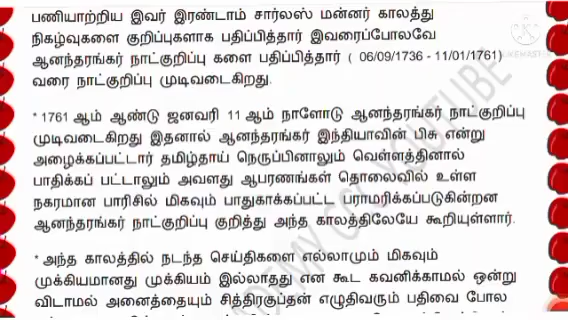 பணியாற்றிய இவர் இரண்டாம் சார்லஸ் மன்னர் காலத்து
நிகழ்வுகளை குறிப்புகளாக பதிப்பித்தார் இவரைப்போலவே
ஆனந்தரங்கர் நாட்குறிப்பு களை பதிப்பித்தார் ( 06/09/1736 - 11/01/1761)
வரை நாட்குறிப்பு முடிவடைகிறது.
* 1761 ஆம் ஆண்டு ஜனவரி 11 ஆம் நாளோடு ஆனந்தரங்கர் நாட்குறிப்பு
முடிவடைகிறது இதனால் ஆனந்தரங்கர் இந்தியாவின் பிசு என்று
அழைக்கப்பட்டார் தமிழ்தாய் நெருப்பினாலும் வெள்ளத்தினால்
பாதிக்கப் பட்டாலும் அவளது ஆபரணங்கள் தொலைவில் உள்ள
நகரமான பாரிசில் மிகவும் பாதுகாக்கப்பட்ட பராமரிக்கப்படுகின்றன
ஆனந்தரங்கர் நாட்குறிப்பு குறித்து அந்த காலத்திலேயே கூறியுள்ளார்.
* அந்த காலத்தில் நடந்த செய்திகளை எல்லாமும் மிகவும்
முக்கியமானது முக்கியம் இல்லாதது என கூட கவனிக்காமல் ஒன்று
விடாமல் அனைத்தையும் சித்திரகுப்தன் எழுதிவரும் பதிவை போல